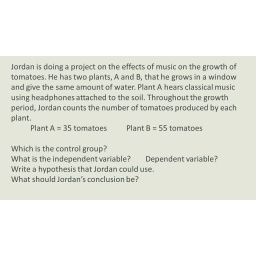 Jordan is doing a project on the effects of music on the growth of
tomatoes. He has two plants, A and B, that he grows in a window
and give the same amount of water. Plant A hears classical music
using headphones attached to the soil. Throughout the growth
period, Jordan counts the number of tomatoes produced by each
plant.
Plant A = 35 tomatoes Plant B = 55 tomatoes
Which is the control group?
What is the independent variable? Dependent variable?
Write a hypothesis that Jordan could use.
What should Jordan's conclusion be?